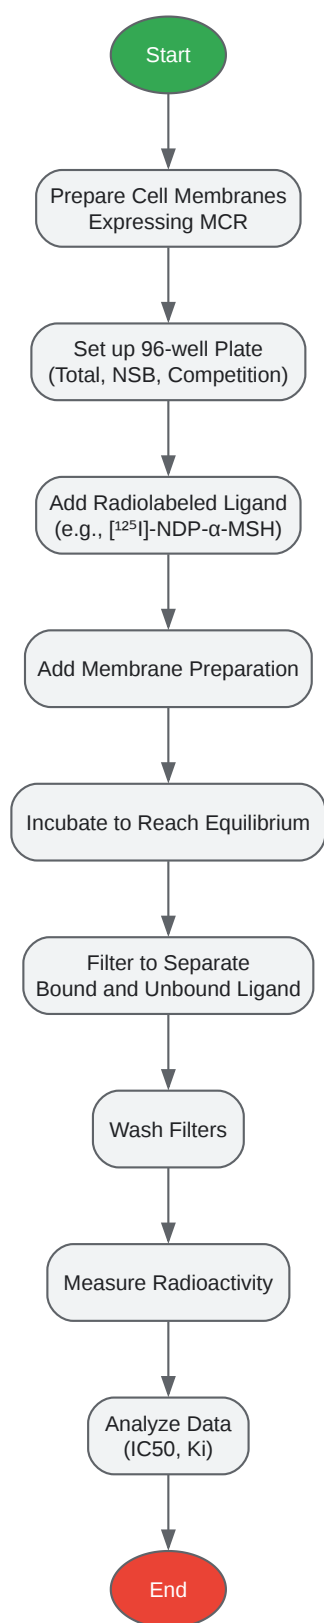 Start
Prepare Cell Membranes
Expressing MCR
Set up 96-well Plate
(Total, NSB, Competition)
Add Radiolabeled Ligand
(e.g., [¹²⁵I]-NDP-α-MSH)
Add Membrane Preparation
Incubate to Reach Equilibrium
Filter to Separate
Bound and Unbound Ligand
Wash Filters
Measure Radioactivity
Analyze Data
(IC50, Ki)
End